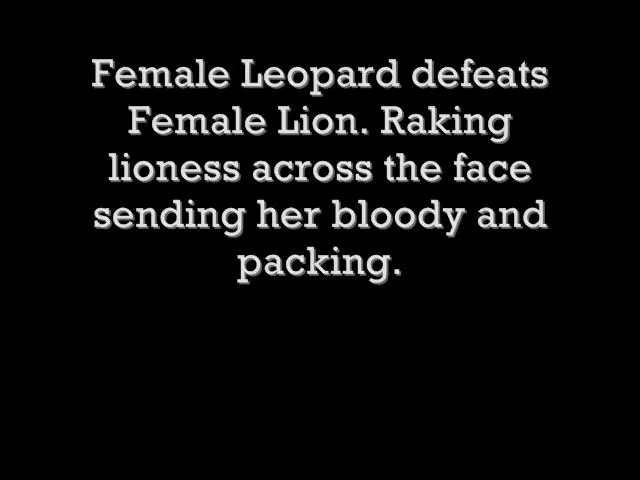 Female Leopard defeats
Female Lion. Raking
lioness across the face
sending her bloody and
packing.